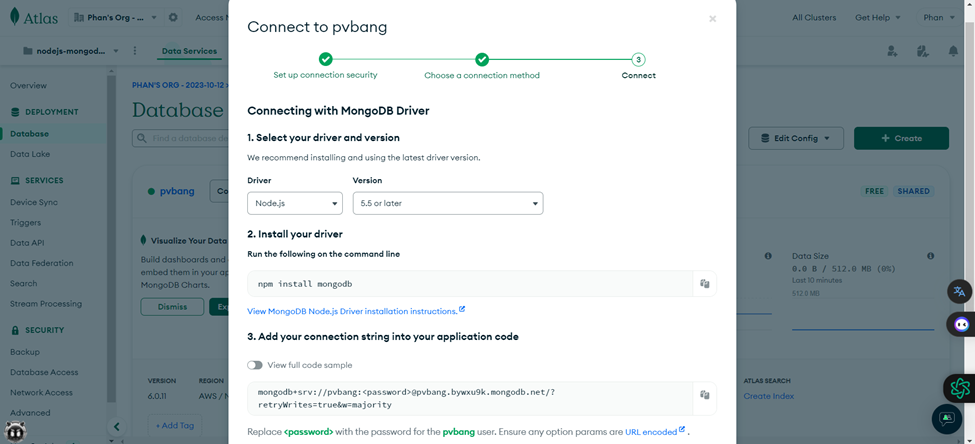 Atlas
Phan's Org - ...
Access
All Clusters
Get Help
Phan
nodejs-mongod...
Data Services
Overview
DEPLOYMENT
Database
Data Lake
SERVICES
Device Sync
Triggers
Data API
Data Federation
Search
Stream Processing
SECURITY
Backup
Database Access
Network Access
Advanced
PHAN'S ORG - 2023-10-12 >
Database
Find a database de
pvbang
Co
Visualize Your Data
Build dashboards and
embed them in your ap
MongoDB Charts.
Dismiss
Exp
VERSION
REGION
6.0.11
AWS /
+ Add Tag
Connect to pvbang
Set up connection security
Choose a connection method
3
Connect
Connecting with MongoDB Driver
1. Select your driver and version
We recommend installing and using the latest driver version.
Driver
Version
Node.js
5.5 or later
2. Install your driver
Run the following on the command line
npm install mongodb
View MongoDB Node.js Driver installation instructions.
3. Add your connection string into your application code
View full code sample
mongodb+srv://pvbang:<password>@pvbang.bywxu9k.mongodb.net/?
retryWrites=true&w=majority
Replace <password> with the password for the pvbang user. Ensure any option params are URL encoded.
Edit Config
+ Create
FREE
SHARED
Data Size
0.0 B / 512.0 MB (0%)
Last 10 minutes
512.0 MB
ATLAS SEARCH
Create Index